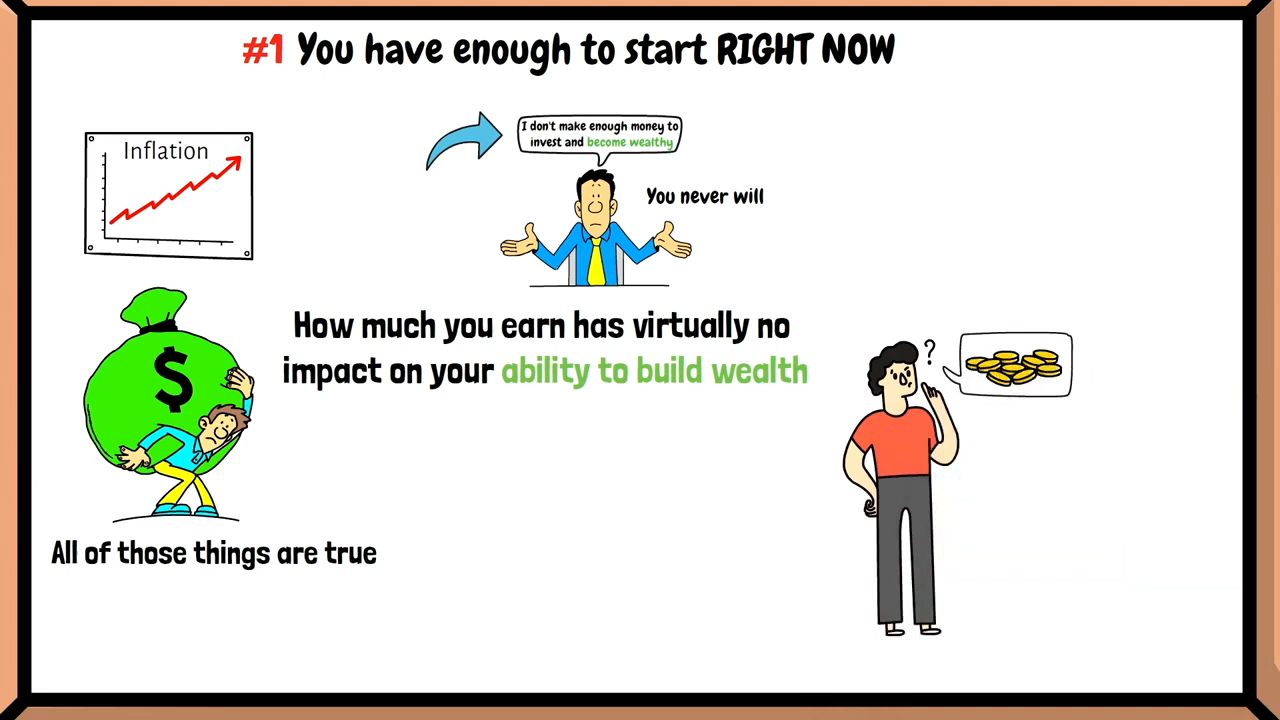 #1 You have enough to start RIGHT NOW
Inflation
I don't make enough money to
invest and become wealthy
You never will
$
How much you earn has virtually no
impact on your ability to build wealth
?
All of those things are true